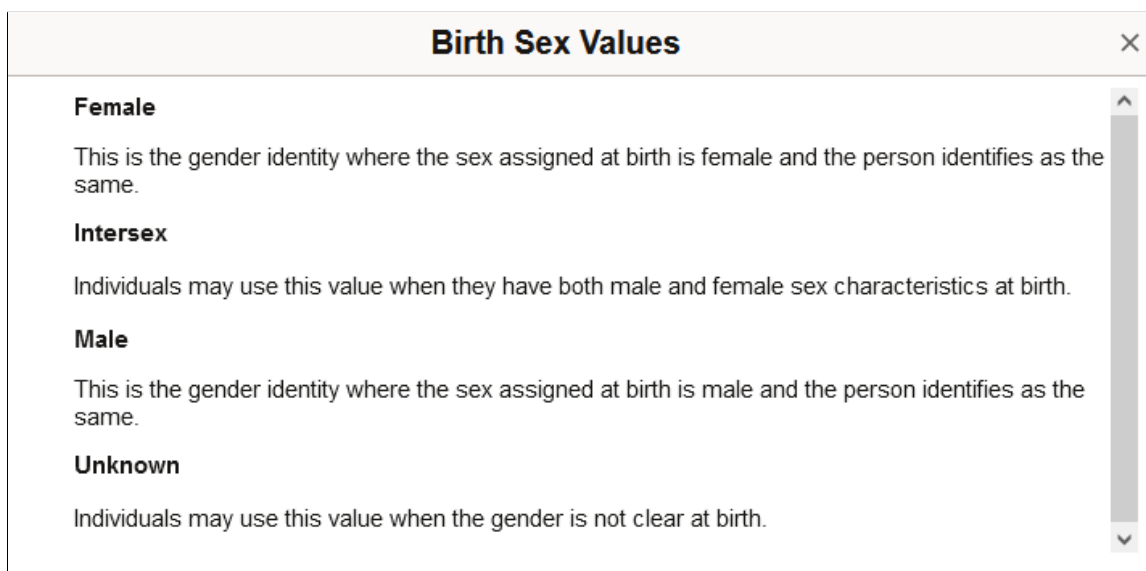 Birth Sex Values
Female
This is the gender identity where the sex assigned at birth is female and the person identifies as the
same.
Intersex
Individuals may use this value when they have both male and female sex characteristics at birth.
Male
This is the gender identity where the sex assigned at birth is male and the person identifies as the
same.
Unknown
Individuals may use this value when the gender is not clear at birth.